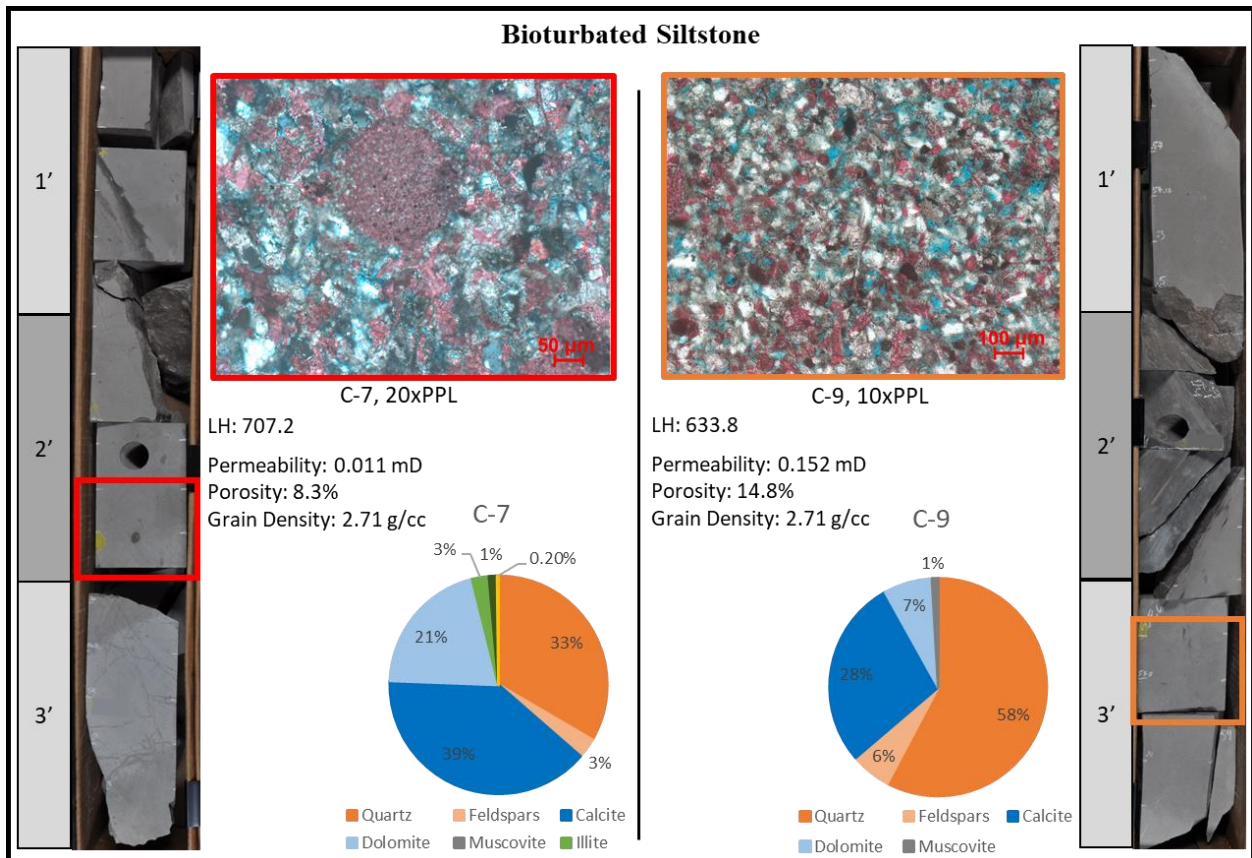 Bioturbated Siltstone
1’
2’
3’
50 µm
C-7, 20xPPL
LH: 707.2
Permeability: 0.011 mD
Porosity: 8.3%
Grain Density: 2.71 g/cc
C-7
3%
1%
0.20%
33%
3%
39%
21%
Quartz Feldspars Calcite
Dolomite Muscovite Illite
100 µm
C-9, 10xPPL
LH: 633.8
Permeability: 0.152 mD
Porosity: 14.8%
Grain Density: 2.71 g/cc
C-9
1%
58%
6%
28%
7%
Quartz Feldspars Calcite
Dolomite Muscovite
1’
2’
3’